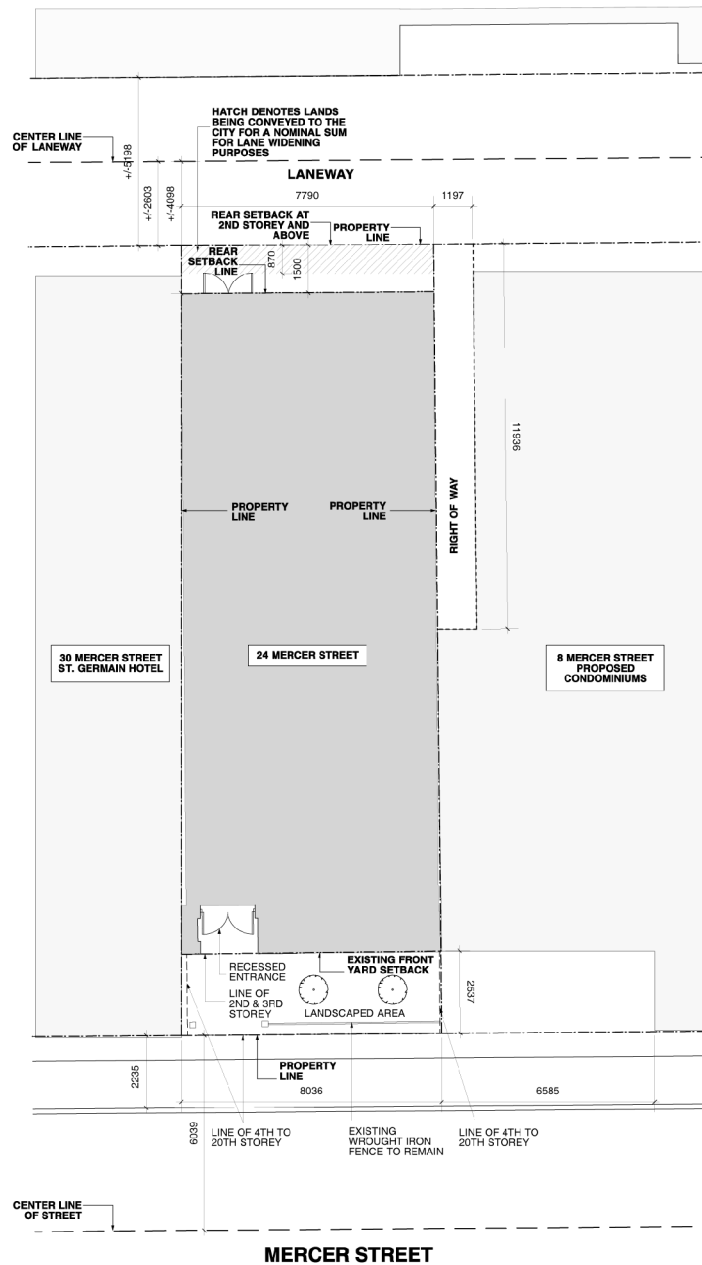 HATCH DENOTES LANDS
BEING CONVEYED TO THE
CITY FOR A NOMINAL SUM
FOR LANE WIDENING
PURPOSES
CENTER LINE
OF LANEWAY
+/-5198
+/-2603
+/-4098
LANEWAY
7790
1197
REAR SETBACK AT
2ND STOREY AND
ABOVE
PROPERTY
LINE
REAR
SETBACK
LINE
870
1500
11936
PROPERTY
LINE
PROPERTY
LINE
RIGHT OF WAY
30 MERCER STREET
ST. GERMAIN HOTEL
24 MERCER STREET
8 MERCER STREET
PROPOSED
CONDOMINIUMS
RECESSED
ENTRANCE
EXISTING FRONT
YARD SETBACK
LINE OF
2ND & 3RD
STOREY
LANDSCAPED AREA
2537
2235
PROPERTY
LINE
8036
6585
6039
LINE OF 4TH TO
20TH STOREY
EXISTING
WROUGHT IRON
FENCE TO REMAIN
LINE OF 4TH TO
20TH STOREY
CENTER LINE
OF STREET
MERCER STREET